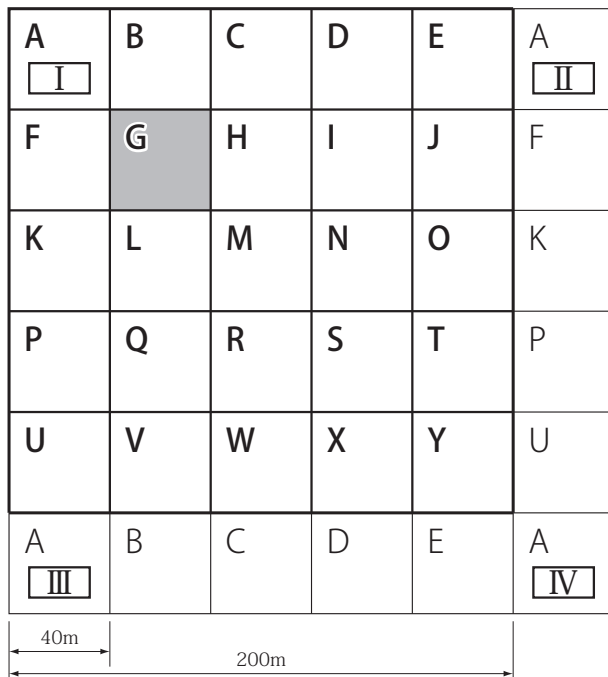 A B C D E A
Ⅰ Ⅱ
F G H I J F
K L M N O K
P Q R S T P
U V W X Y U
A B C D E A
Ⅲ Ⅳ
40m
200m